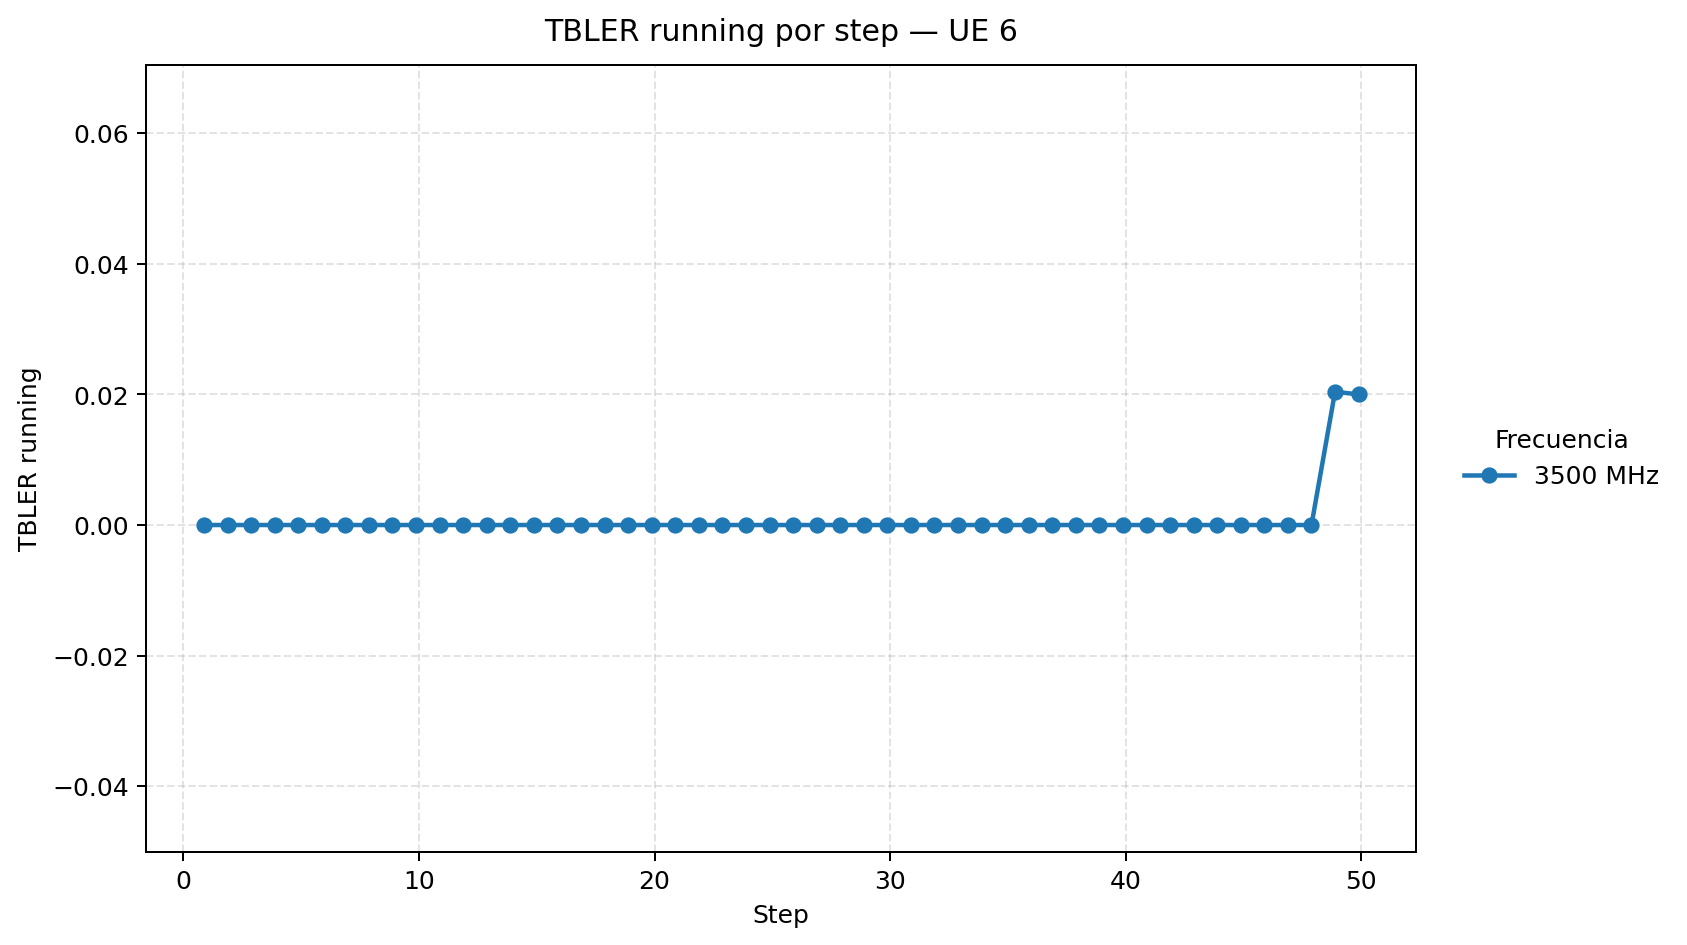 TBLER running por step — UE 6
TBLER running
0.06
0.04
0.02
0.00
−0.02
−0.04
0 10 20 30 40 50
Step
Frecuencia
3500 MHz